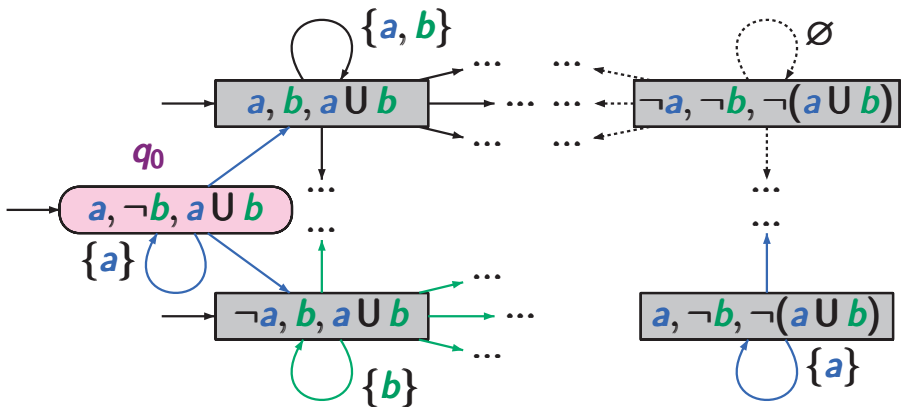 {a, b}
∅
... ...
a, b, a U b
... ...
¬a, ¬b, ¬(a U b)
... ...
q0
...
...
a, ¬b, a U b
...
...
{a}
...
¬a, b, a U b
...
a, ¬b, ¬(a U b)
...
{b}
{a}